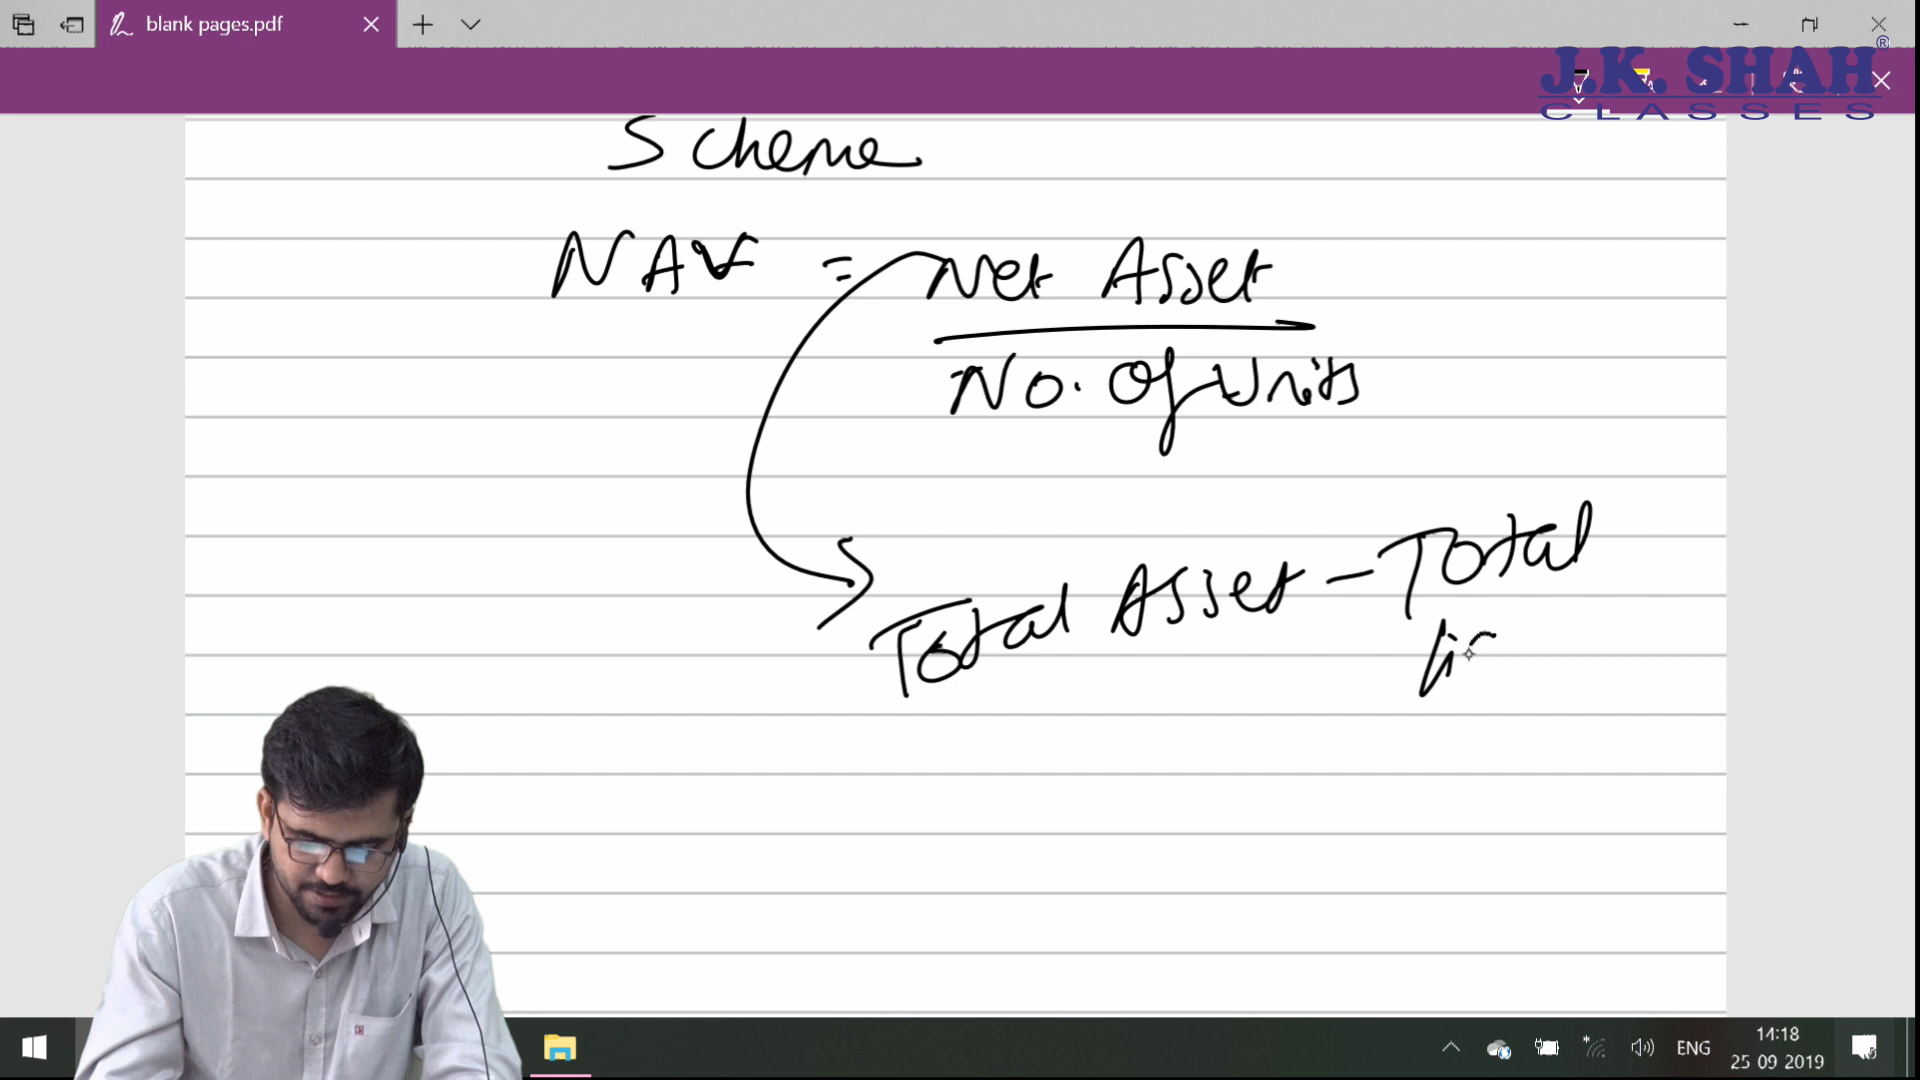 blank pages.pdf
J.K. SHAH®
CLASSES
Scheme
NAV = Net Asset
No. Of Units
Total Asset - Total
ENG
14:18
25 09 2019